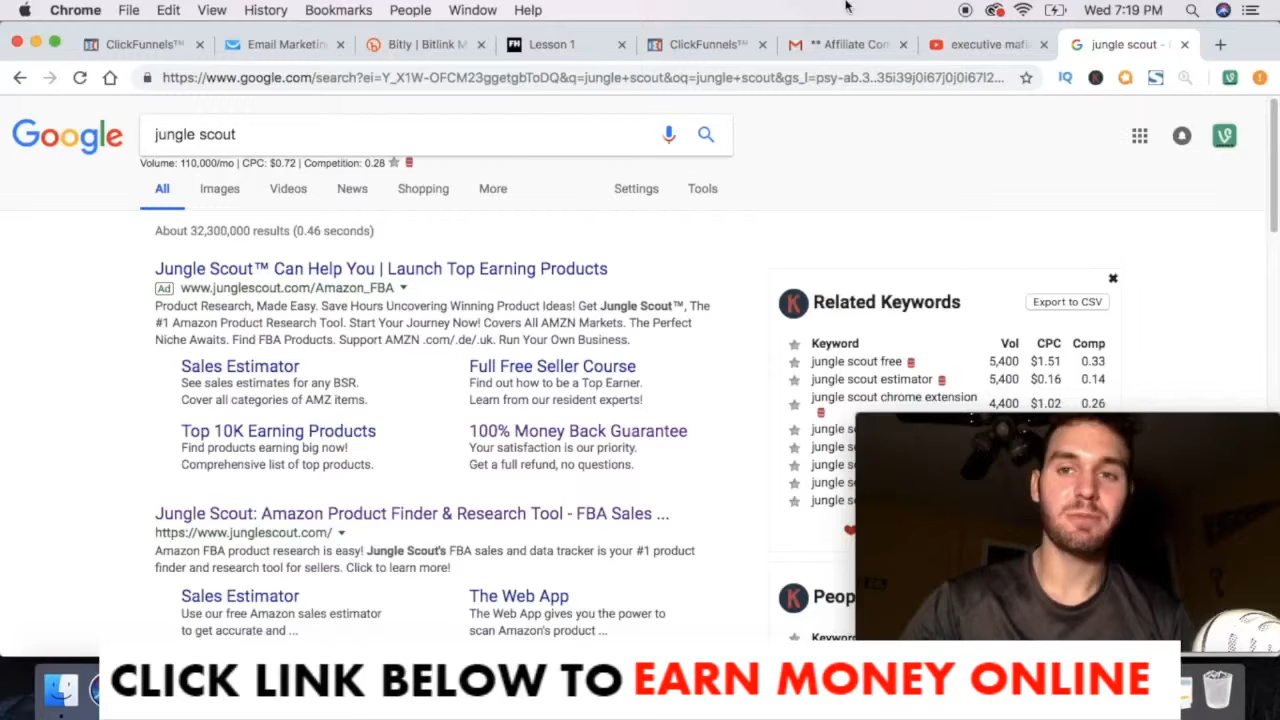 Chrome File Edit View History Bookmarks People Window Help Wed 7:19 PM
ClickFunnels™ × Email Marketin × Bitly | Bitlink M × FH Lesson 1 × ClickFunnels™ × ** Affiliate Con × executive mafi × jungle scout - ×
https://www.google.com/search?ei=Y_X1W-OFCM23ggetgbToDQ&q=jungle+scout&oq=jungle+scout&gs_l=psy-ab.3..35i39j0i67j0j0i67l2... IQ K S
Google
jungle scout
Volume: 110,000/mo | CPC: $0.72 | Competition: 0.28
All Images Videos News Shopping More Settings Tools
About 32,300,000 results (0.46 seconds)
Jungle Scout™ Can Help You | Launch Top Earning Products
Ad www.junglescout.com/Amazon_FBA
Product Research, Made Easy. Save Hours Uncovering Winning Product Ideas! Get Jungle Scout™, The
#1 Amazon Product Research Tool. Start Your Journey Now! Covers All AMZN Markets. The Perfect
Niche Awaits. Find FBA Products. Support AMZN .com/.de/.uk. Run Your Own Business.
Sales Estimator
See sales estimates for any BSR.
Cover all categories of AMZ items.
Full Free Seller Course
Find out how to be a Top Earner.
Learn from our resident experts!
Top 10K Earning Products
Find products earning big now!
Comprehensive list of top products.
100% Money Back Guarantee
Your satisfaction is our priority.
Get a full refund, no questions.
Jungle Scout: Amazon Product Finder & Research Tool - FBA Sales ...
https://www.junglescout.com/
Amazon FBA product research is easy! Jungle Scout's FBA sales and data tracker is your #1 product
finder and research tool for sellers. Click to learn more!
Sales Estimator
Use our free Amazon sales estimator
to get accurate and ...
The Web App
The Web App gives you the power to
scan Amazon's product ...
K Related Keywords Export to CSV
Keyword Vol CPC Comp
jungle scout free 5,400 $1.51 0.33
jungle scout estimator 5,400 $0.16 0.14
jungle scout chrome extension 4,400 $1.02 0.26
jungle s
jungle s
jungle s
jungle s
jungle s
K Peop
Keywor
CLICK LINK BELOW TO EARN MONEY ONLINE